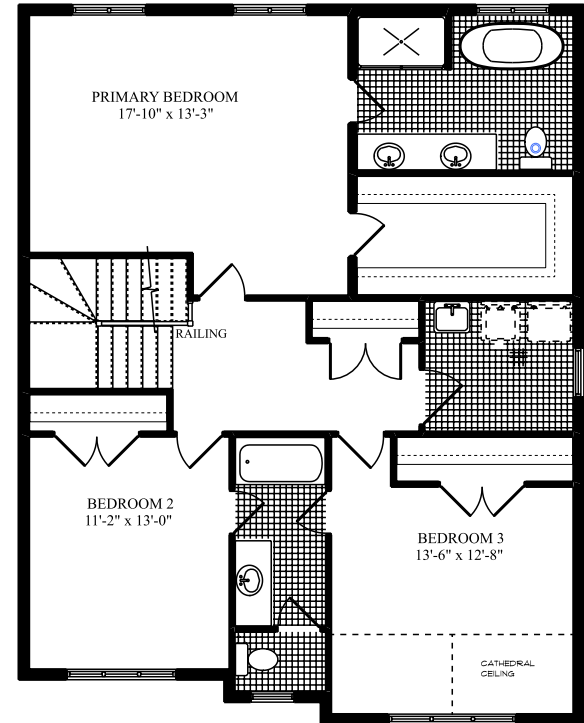 PRIMARY BEDROOM
17'-10" x 13'-3"
RAILING
BEDROOM 2
11'-2" x 13'-0"
BEDROOM 3
13'-6" x 12'-8"
CATHEDRAL
CEILING